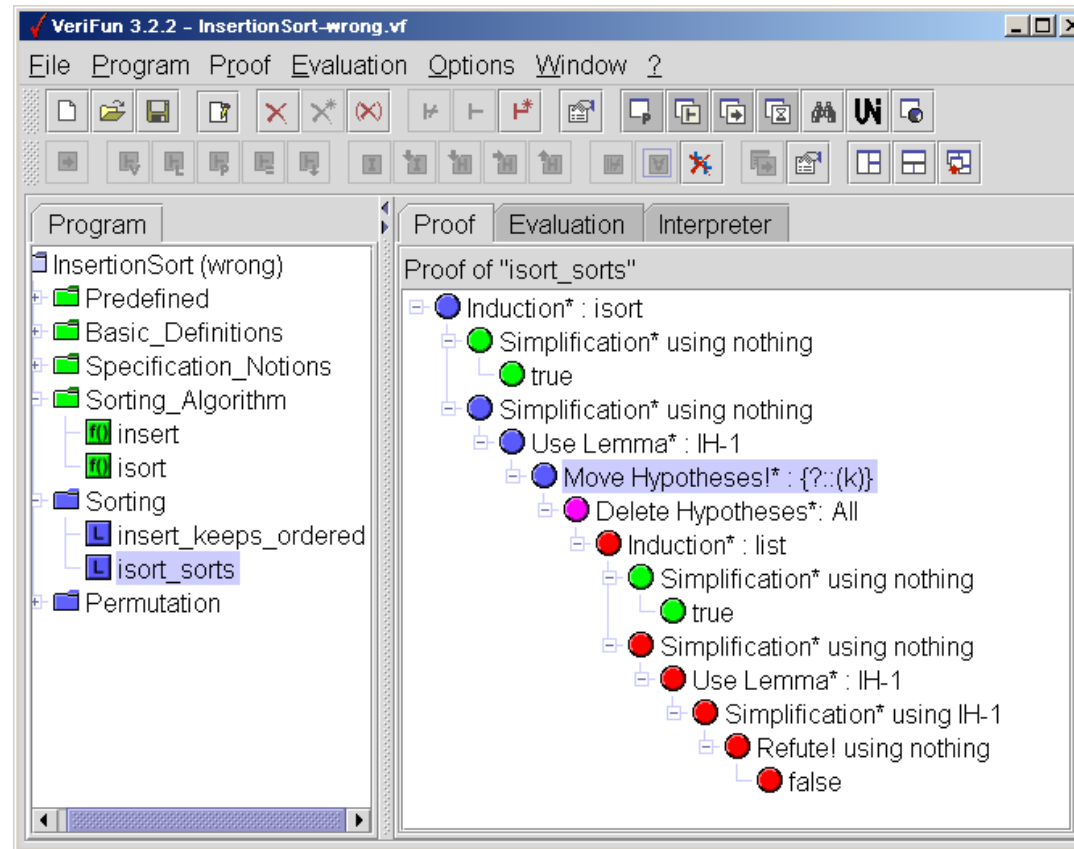 VeriFun 3.2.2 – InsertionSort-wrong.vf
File Program Proof Evaluation Options Window ?
Program
Proof Evaluation Interpreter
InsertionSort (wrong)
Predefined
Basic_Definitions
Specification_Notions
Sorting_Algorithm
f() insert
f() isort
Sorting
L insert_keeps_ordered
L isort_sorts
Permutation
Proof of "isort_sorts"
Induction* : isort
Simplification* using nothing
true
Simplification* using nothing
Use Lemma* : IH-1
Move Hypotheses!* : {?::(k)}
Delete Hypotheses*: All
Induction* : list
Simplification* using nothing
true
Simplification* using nothing
Use Lemma* : IH-1
Simplification* using IH-1
Refute! using nothing
false